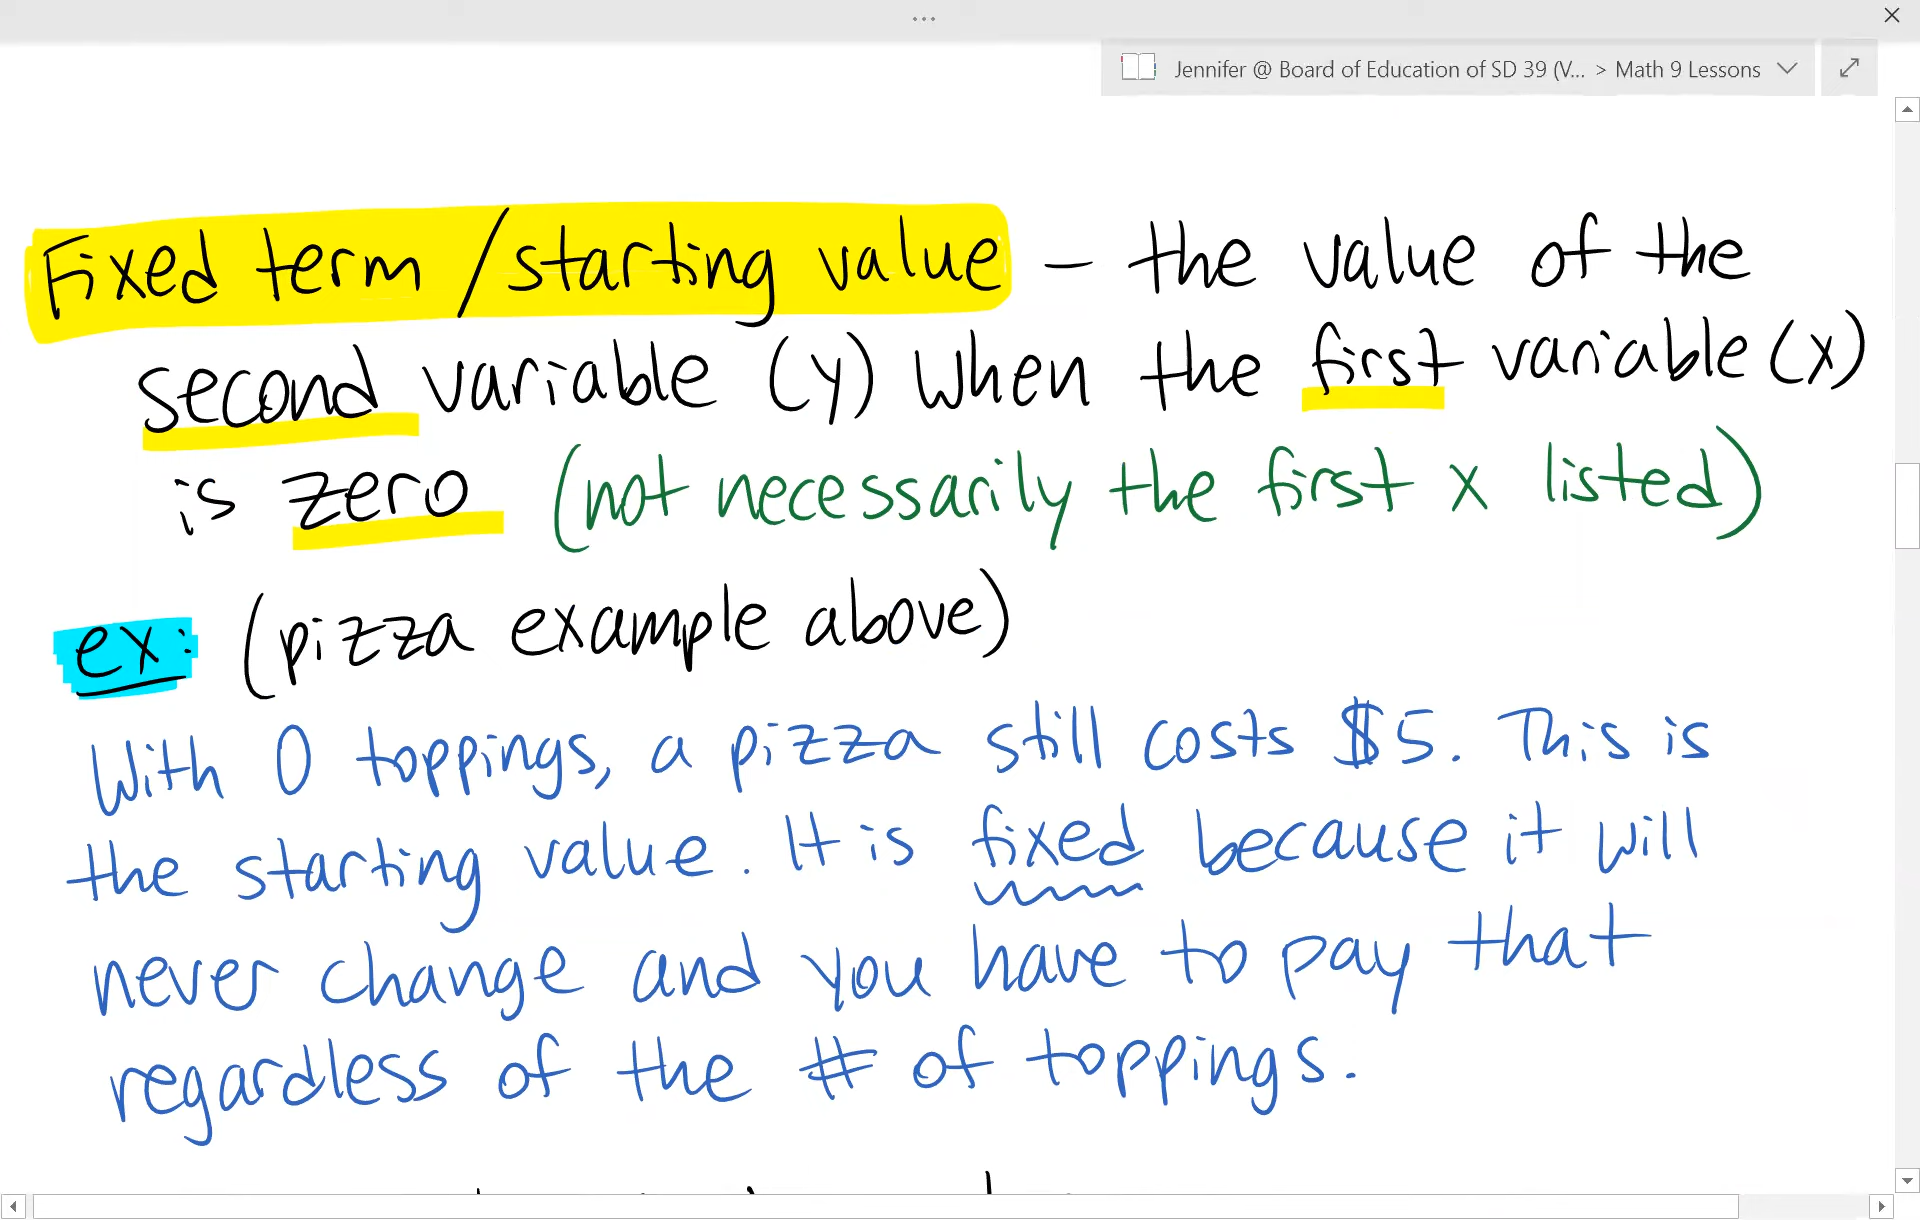 Jennifer @ Board of Education of SD 39 (V... > Math 9 Lessons
Fixed term / starting value – the value of the
second variable (y) when the first variable (x)
is zero (not necessarily the first x listed)
ex: (pizza example above)
With 0 toppings, a pizza still costs $5. This is
the starting value. It is fixed because it will
never change and you have to pay that
regardless of the # of toppings.